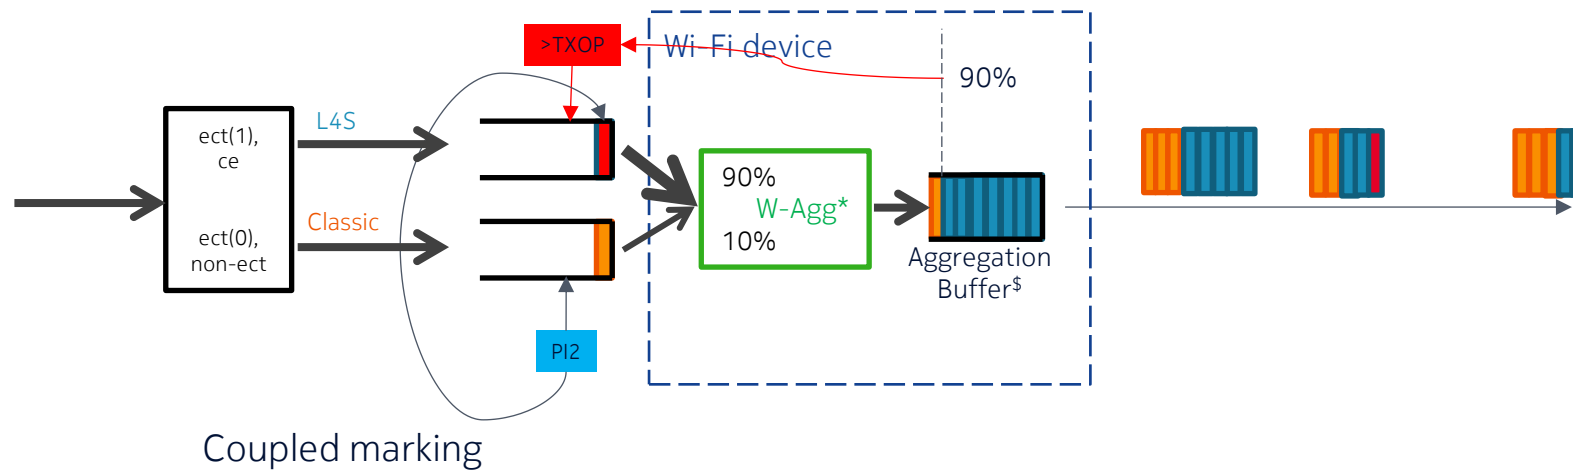 >TXOP
Wi-Fi device
90%
L4S
ect(1),
ce
Classic
ect(0),
non-ect
90%
W-Agg*
10%
Aggregation
Buffer$
PI2
Coupled marking